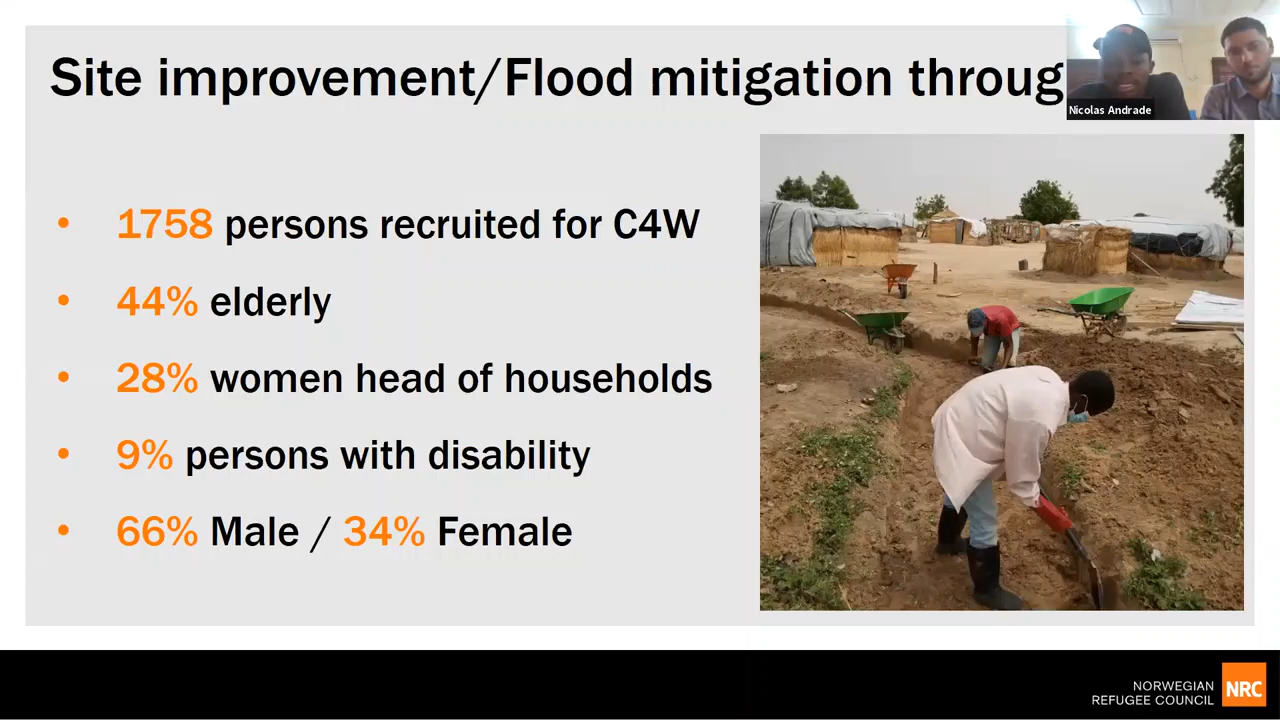 Site improvement/Flood mitigation throug
Nicolas Andrade
• 1758 persons recruited for C4W
• 44% elderly
• 28% women head of households
• 9% persons with disability
• 66% Male / 34% Female
NORWEGIAN
REFUGEE COUNCIL
NRC